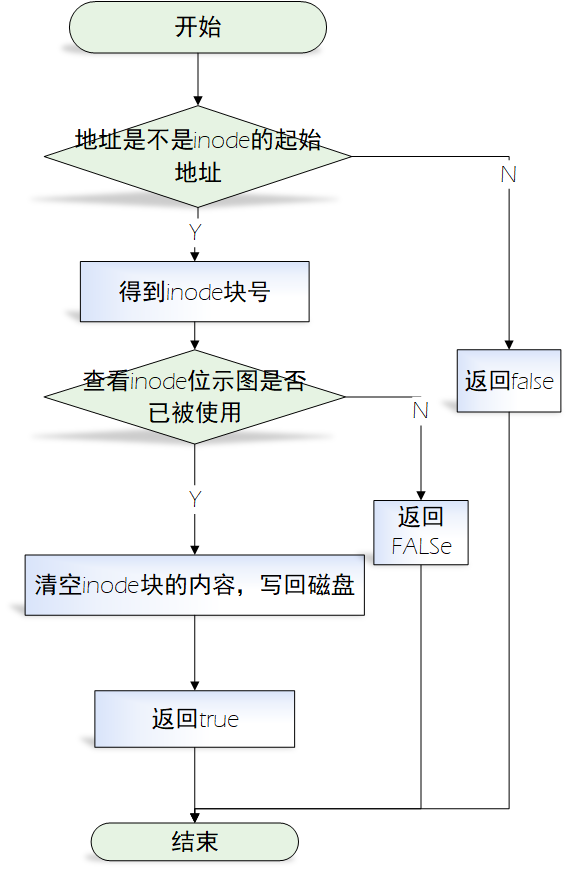 开始
地址是不是inode的起始
地址
N
Y
得到inode块号
查看inode位示图是否
已被使用
返回false
N
Y
返回
FALSe
清空inode块的内容，写回磁盘
返回true
结束